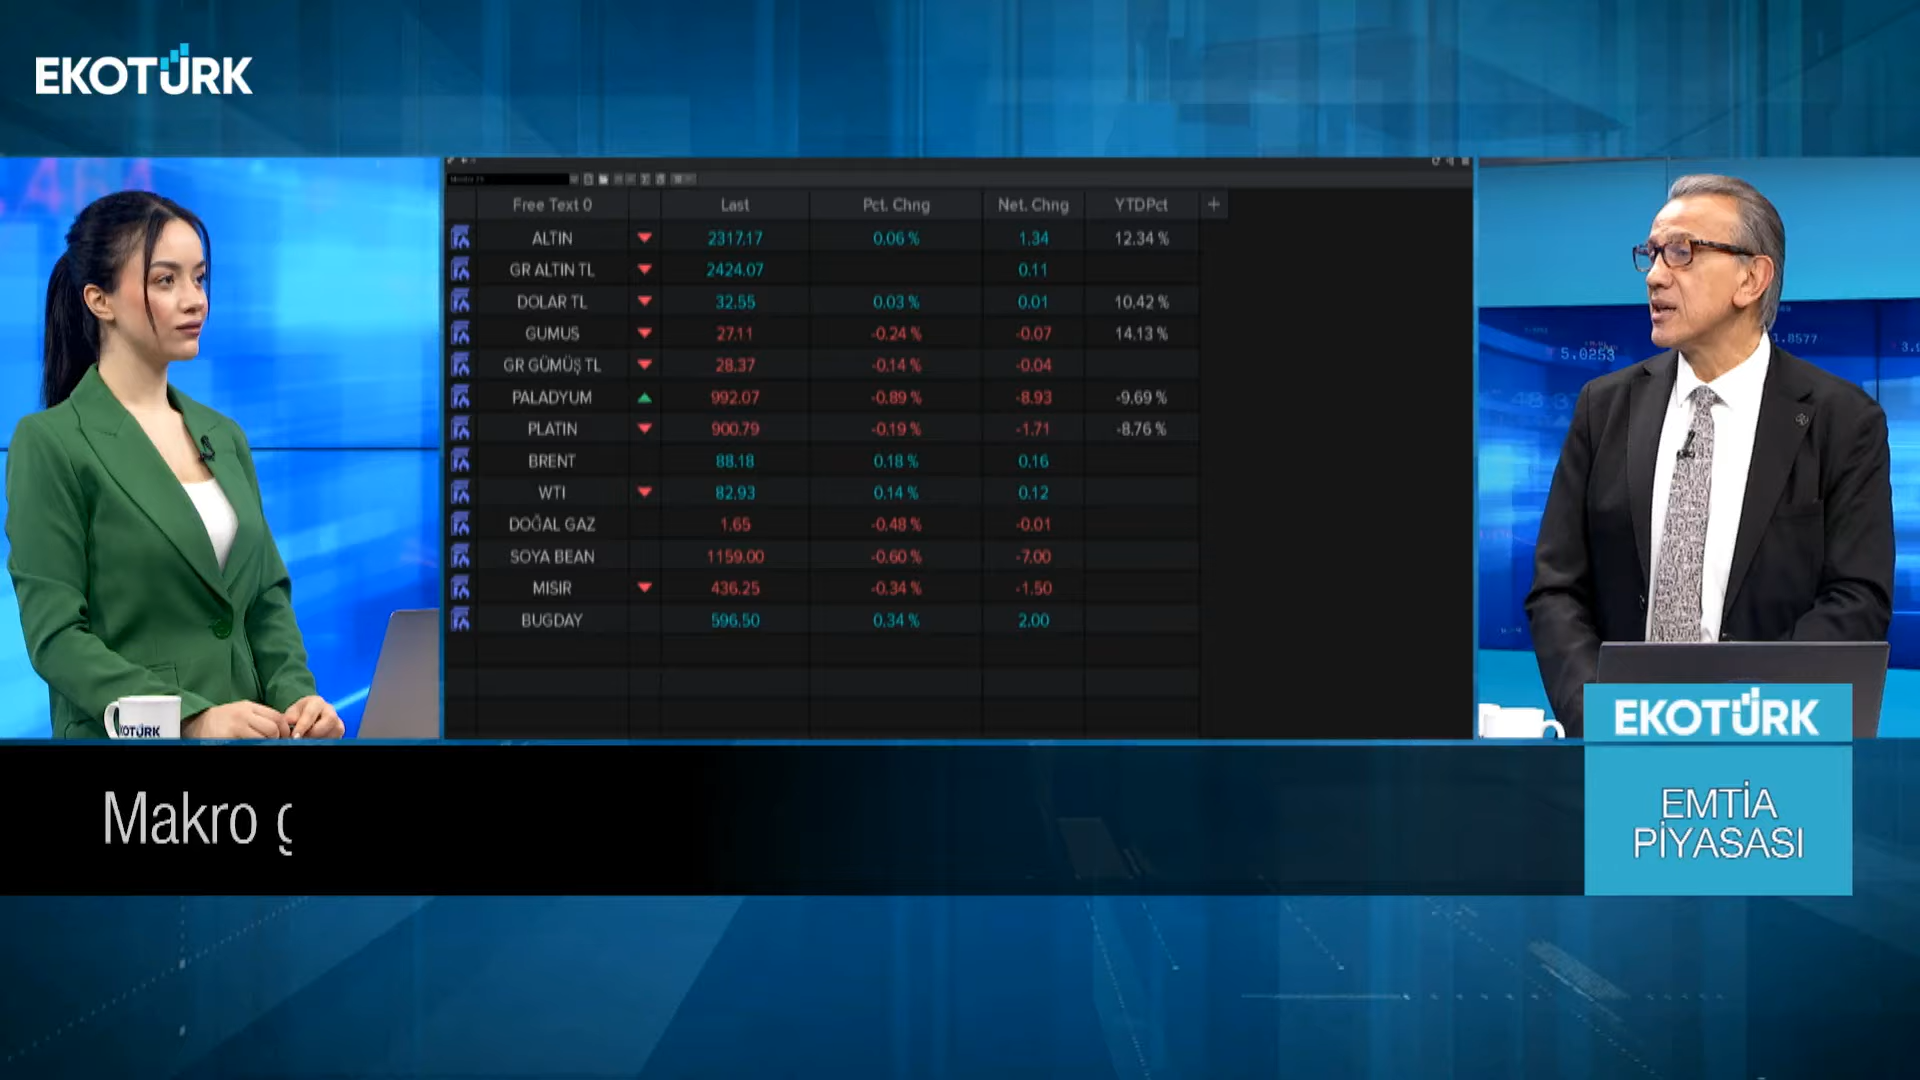 EKOTÜRK
Free Text 0 Last Pct. Chng Net. Chng YTDPct +
ALTIN 2317.17 0.06 % 1.34 12.34 %
GR ALTIN TL 2424.07 0.11
DOLAR TL 32.55 0.03 % 0.01 10.42 %
GUMUS 27.11 -0.24 % -0.07 14.13 %
GR GÜMÜŞ TL 28.37 -0.14 % -0.04
PALADYUM 992.07 -0.89 % -8.93 -9.69 %
PLATIN 900.79 -0.19 % -1.71 -8.76 %
BRENT 88.18 0.18 % 0.16
WTI 82.93 0.14 % 0.12
DOĞAL GAZ 1.65 -0.48 % -0.01
SOYA BEAN 1159.00 -0.60 % -7.00
MISIR 436.25 -0.34 % -1.50
BUGDAY 596.50 0.34 % 2.00
5.0253
1.8577
EKOTÜRK
EMTİA
PİYASASI
Makro